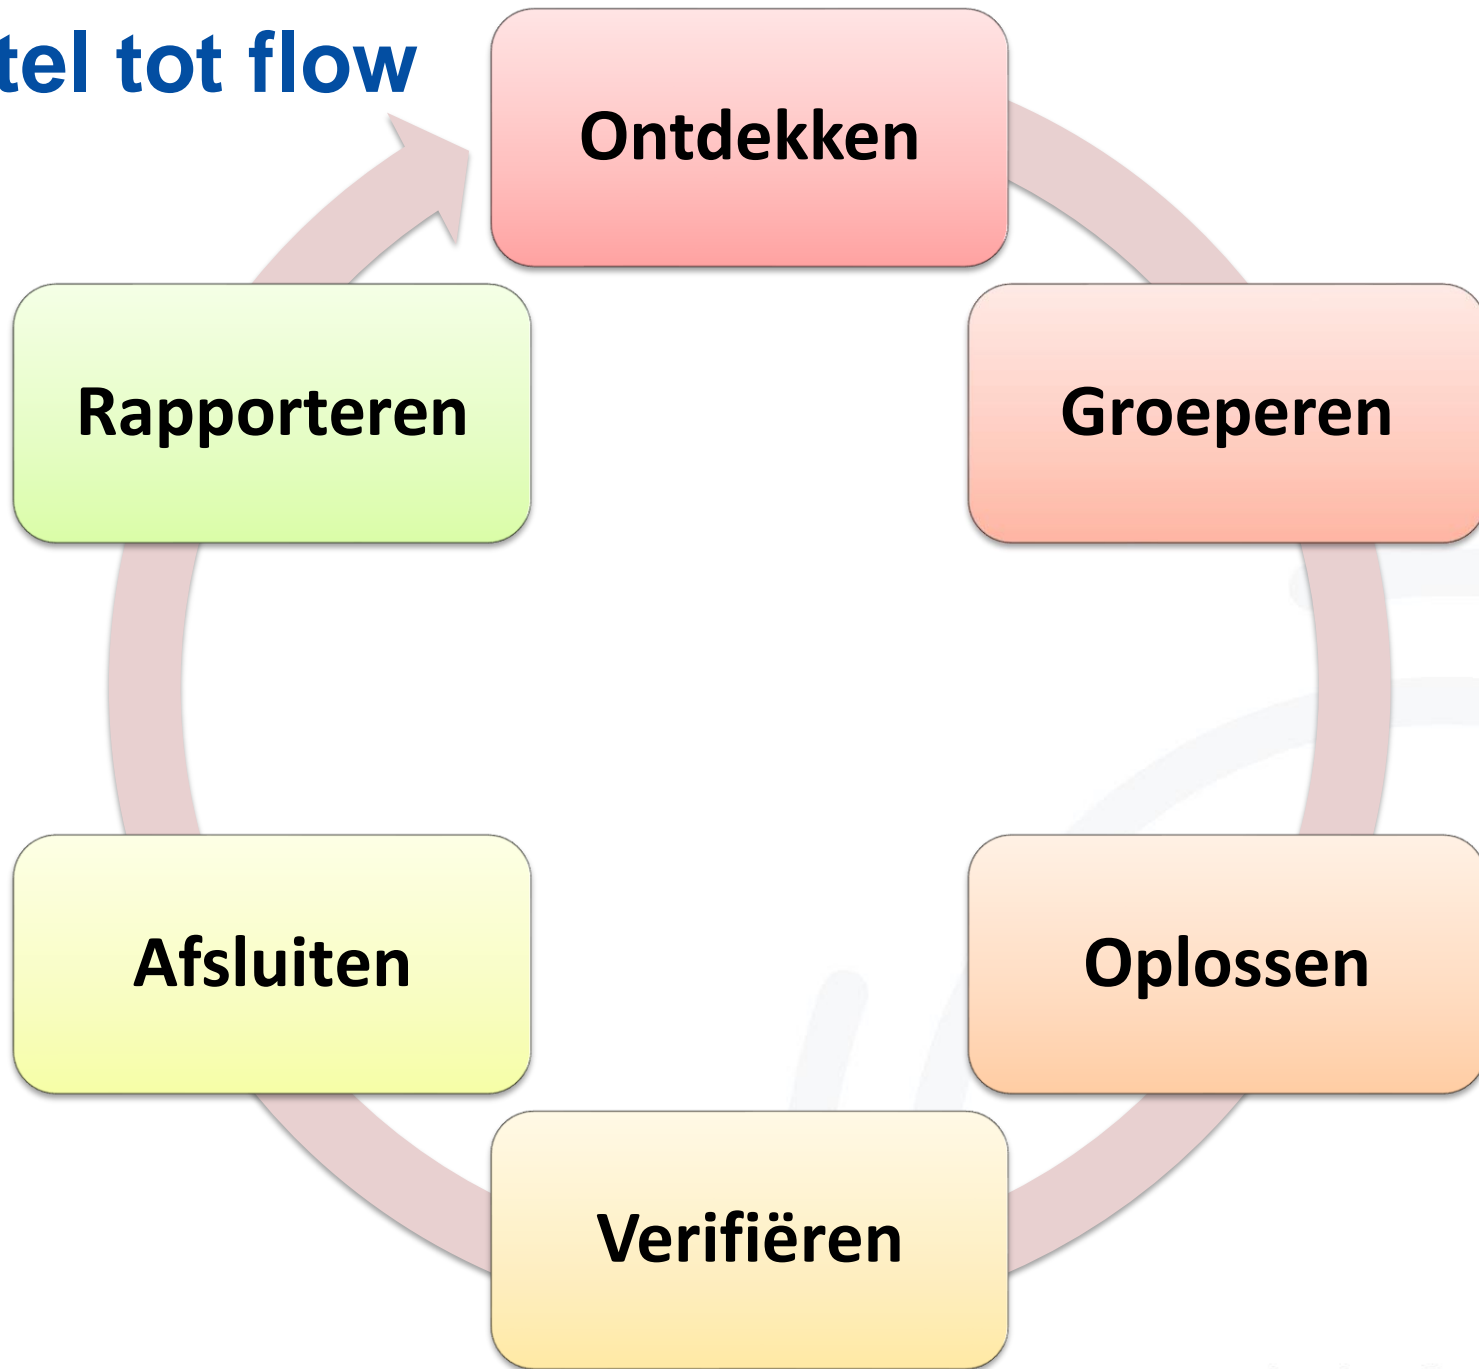 tel tot flow
Ontdekken
Groeperen
Oplossen
Verifiëren
Afsluiten
Rapporteren